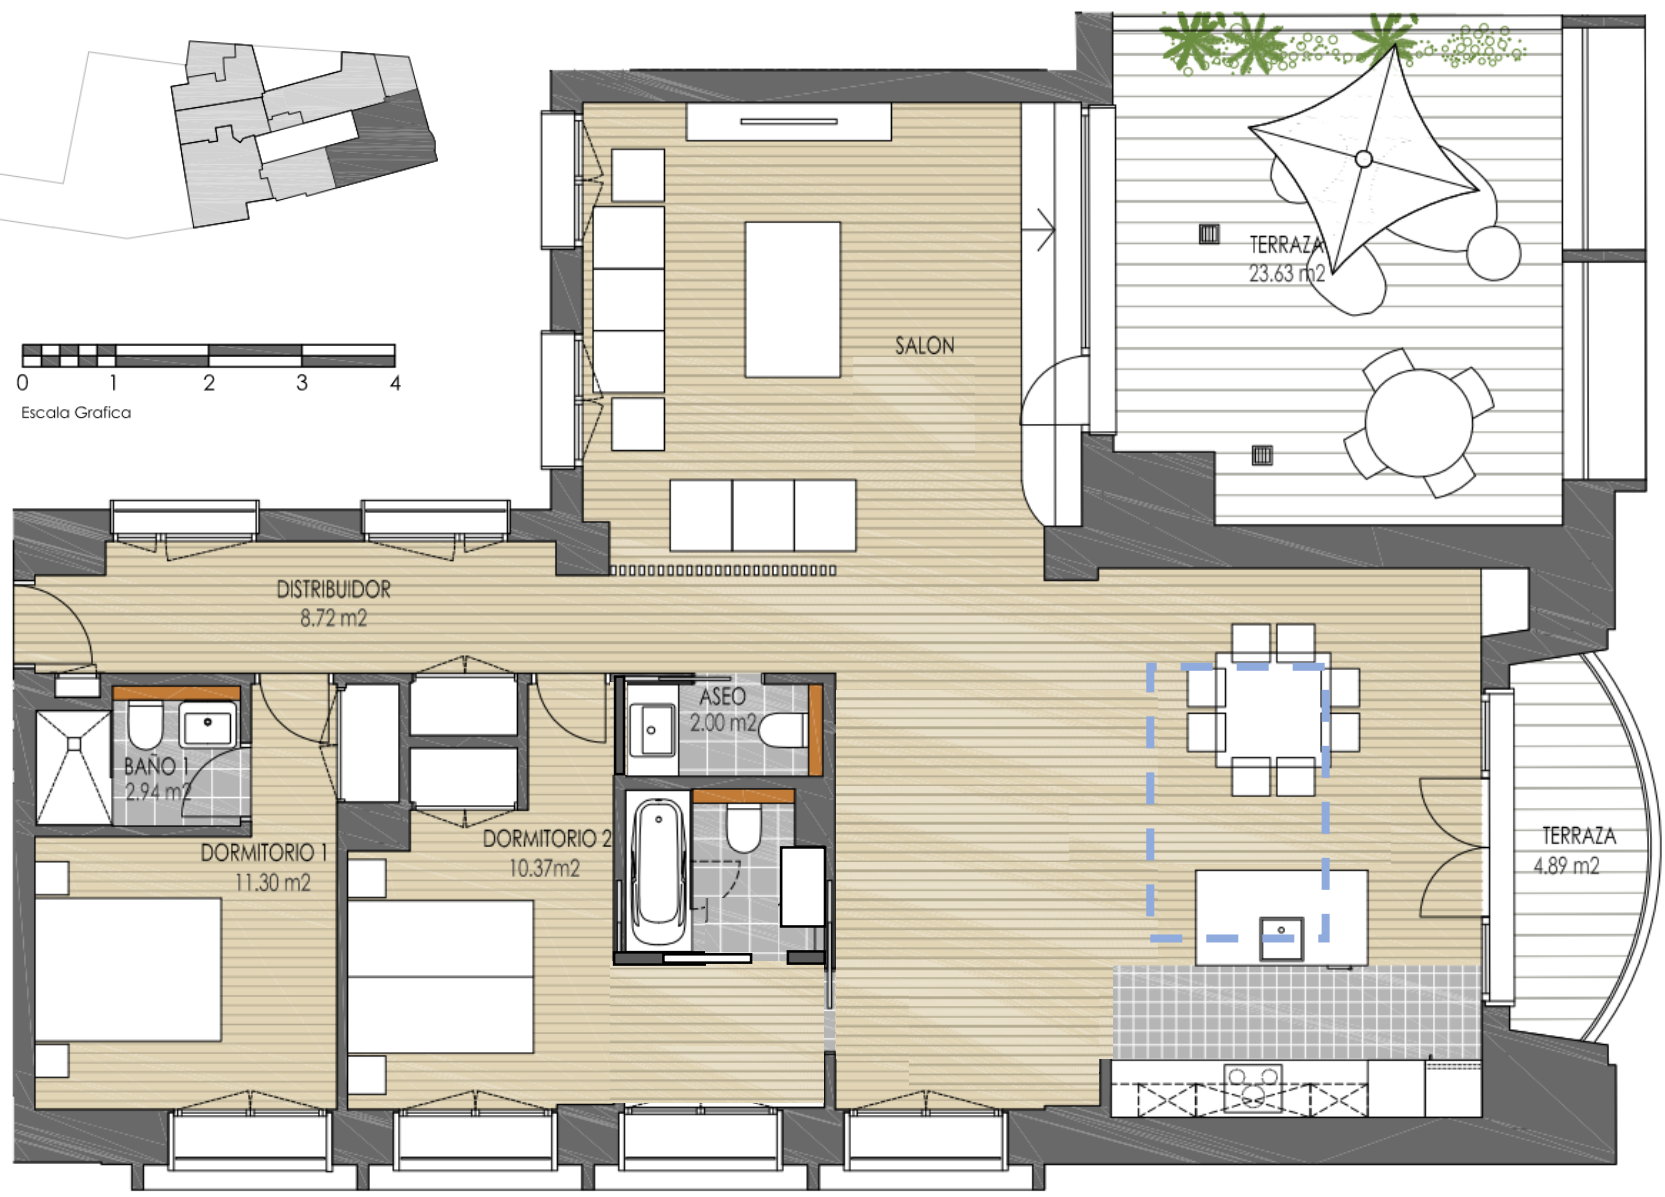 TERRAZA
23.63 m2
SALON
0 1 2 3 4
Escala Grafica
DISTRIBUIDOR
8.72 m2
ASEO
2.00 m2
BAÑO 1
2.94 m2
DORMITORIO 1
11.30 m2
DORMITORIO 2
10.37m2
TERRAZA
4.89 m2